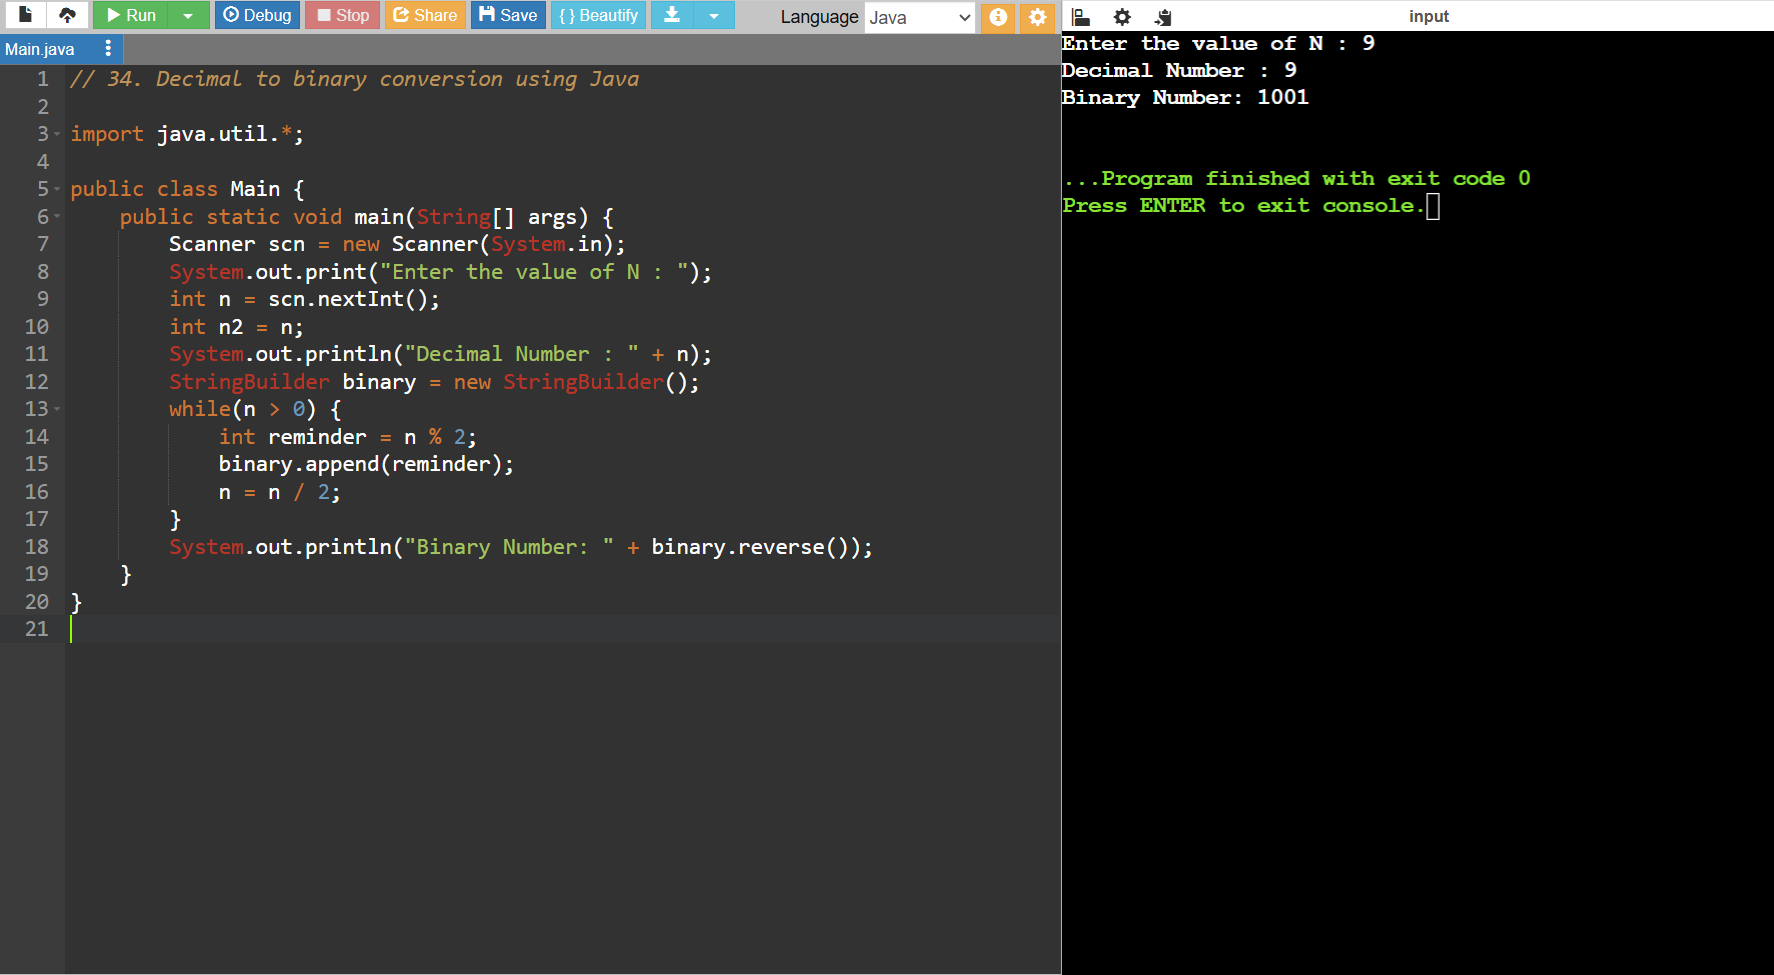 Run Debug Stop Share Save { } Beautify Language Java
Main.java
1 // 34. Decimal to binary conversion using Java
2
3 import java.util.*;
4
5 public class Main {
6     public static void main(String[] args) {
7         Scanner scn = new Scanner(System.in);
8         System.out.print("Enter the value of N : ");
9         int n = scn.nextInt();
10         int n2 = n;
11         System.out.println("Decimal Number : " + n);
12         StringBuilder binary = new StringBuilder();
13         while(n > 0) {
14             int reminder = n % 2;
15             binary.append(reminder);
16             n = n / 2;
17         }
18         System.out.println("Binary Number: " + binary.reverse());
19     }
20 }
21
input
Enter the value of N : 9
Decimal Number : 9
Binary Number: 1001
...Program finished with exit code 0
Press ENTER to exit console.